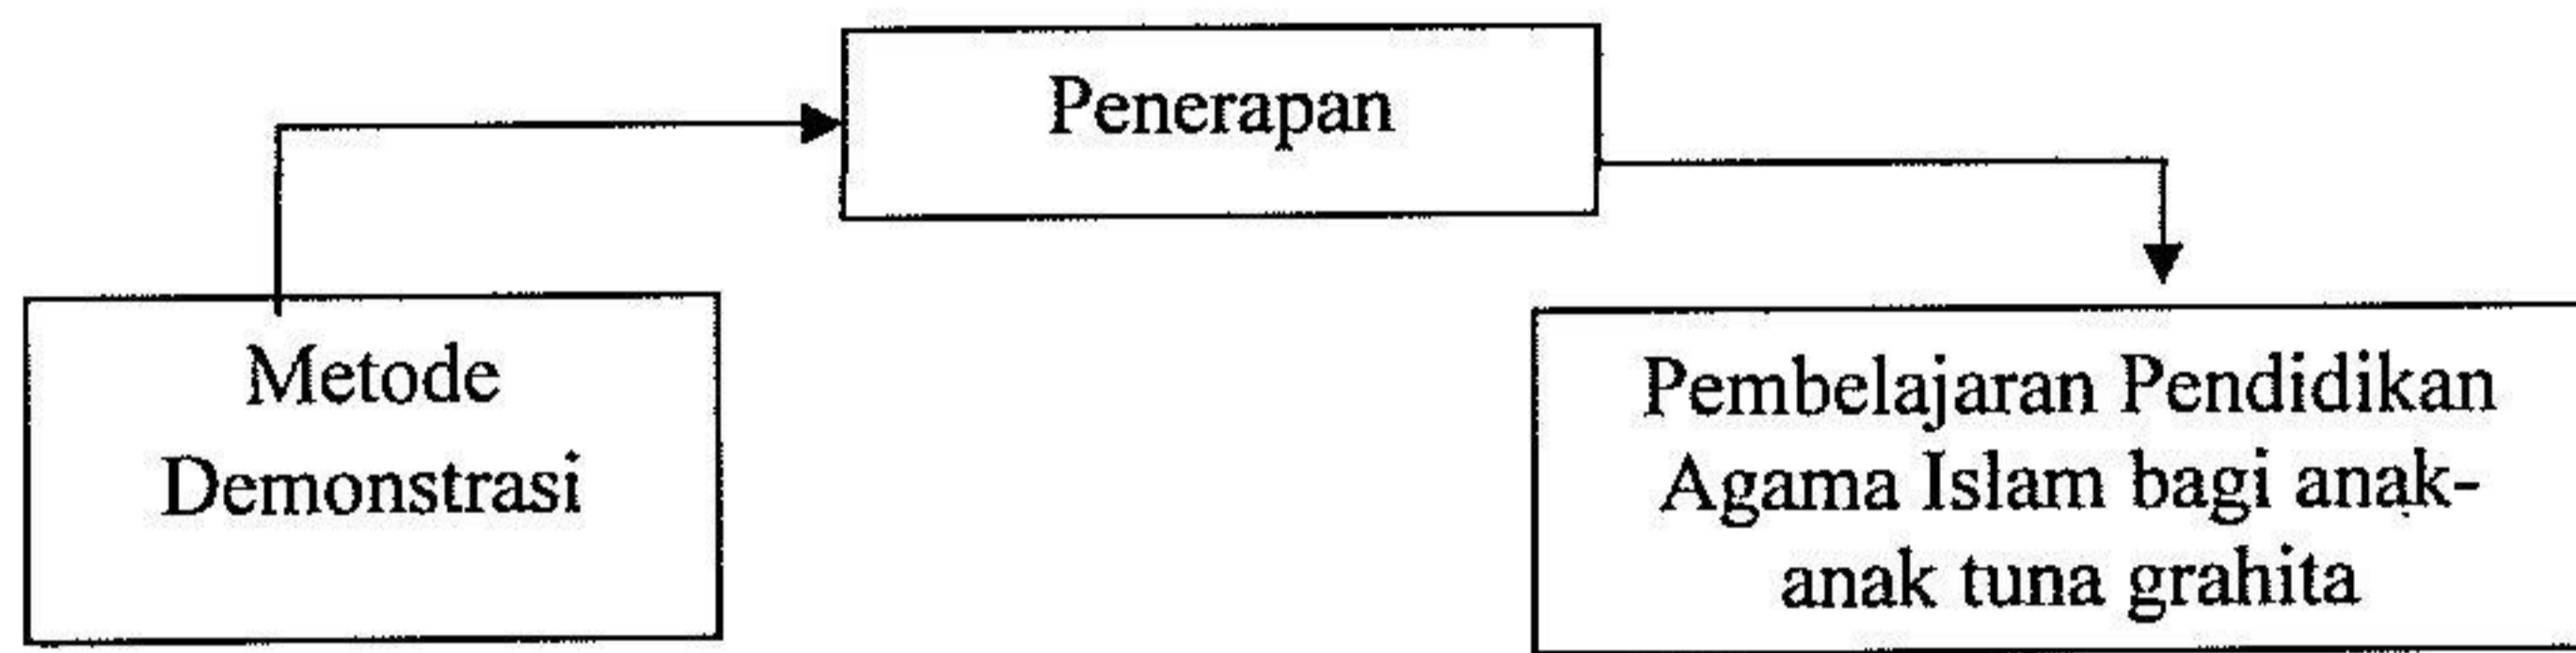 Penerapan
Metode
Demonstrasi
Pembelajaran Pendidikan
Agama Islam bagi anak-
anak tuna grahita